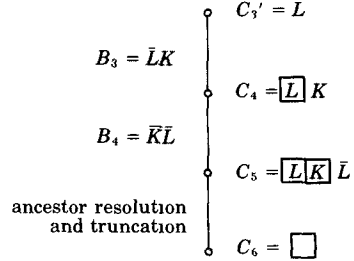 C₃' = L
B₃ = L̄K
C₄ = [L] K
B₄ = K̄L̄
C₅ = [L][K] L̄
ancestor resolution
and truncation
C₆ = □